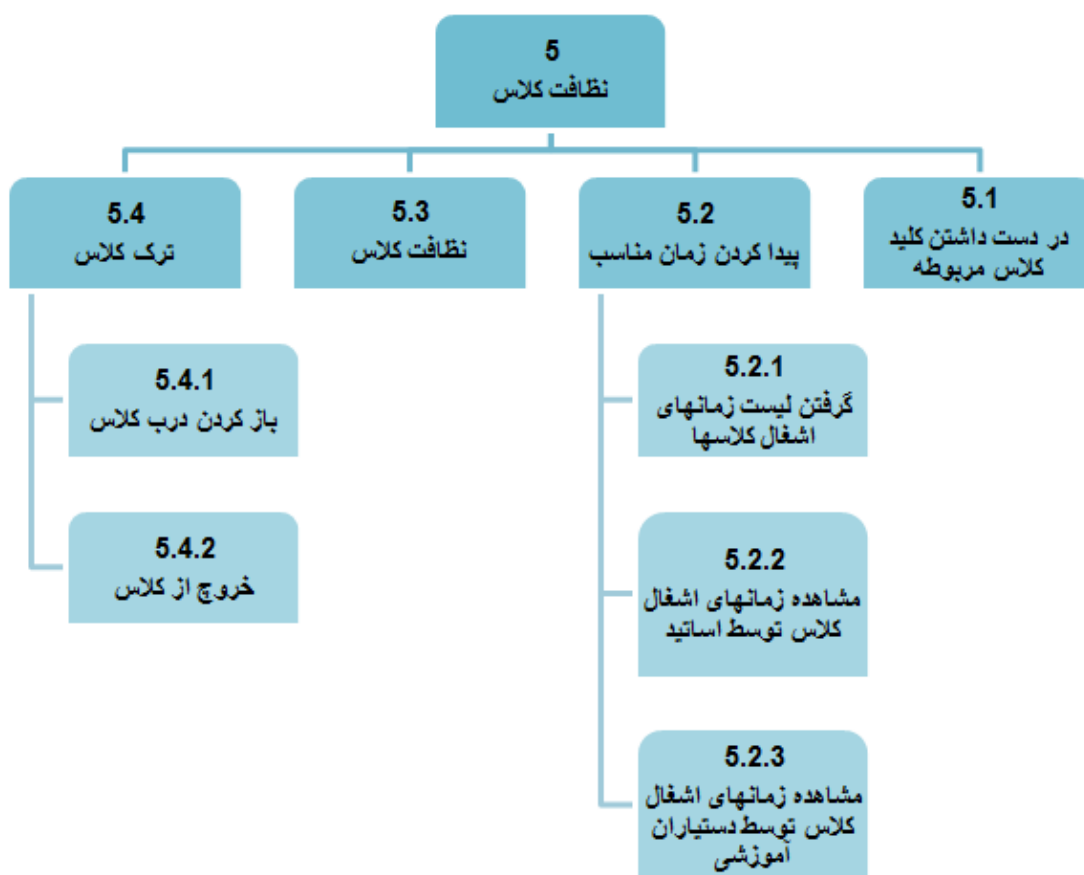 5
نظافت کلاس
5.1
در دست داشتن کلید
کلاس مربوطه
5.2
پیدا کردن زمان مناسب
5.3
نظافت کلاس
5.4
ترک کلاس
5.2.1
گرفتن لیست زمانهای
اشغال کلاسها
5.2.2
مشاهده زمانهای اشغال
کلاس توسط اساتید
5.2.3
مشاهده زمانهای اشغال
کلاس توسط دستیاران
آموزشی
5.4.1
باز کردن درب کلاس
5.4.2
خروج از کلاس